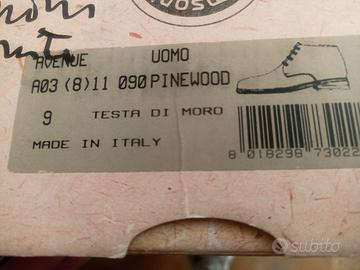 AVENUE UOMO
A03 (8) 11 090 PINEWOOD
9 TESTA DI MORO
MADE IN ITALY
8 018298 73022
subito